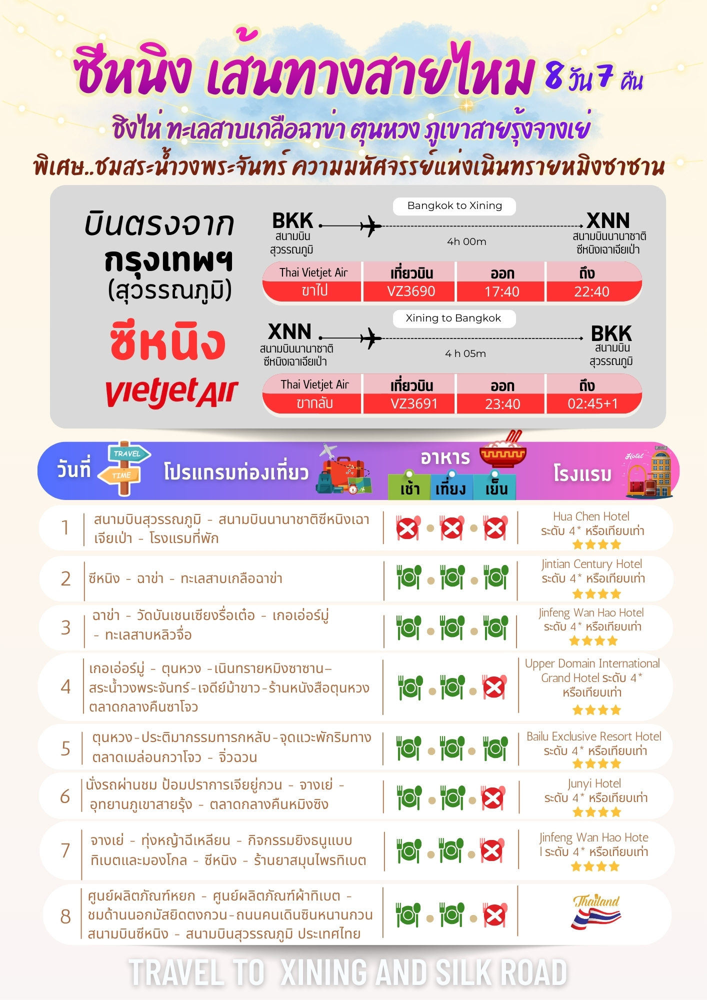 ซีหนิง เส้นทางสายไหม 8 วัน 7 คืน
ชิงไห่ ทะเลสาบเกลือฉาข่า ตุนหวง ภูเขาสายรุ้งจางเย่
พิเศษ..ชมสระน้ำวงพระจันทร์ ความมหัศจรรย์แห่งเนินทรายหมิงซาซาน
บินตรงจาก
กรุงเทพฯ
(สุวรรณภูมิ)
ซีหนิง
vietjet Air
Bangkok to Xining
BKK
XNN
สนามบิน
สุวรรณภูมิ
4h 00m
สนามบินนานาชาติ
ซีหนิงเฉาเจียเป่า
Thai Vietjet Air เที่ยวบิน ออก ถึง
ขาไป VZ3690 17:40 22:40
Xining to Bangkok
XNN
BKK
สนามบินนานาชาติ
ซีหนิงเฉาเจียเป่า
4 h 05m
สนามบิน
สุวรรณภูมิ
Thai Vietjet Air เที่ยวบิน ออก ถึง
ขากลับ VZ3691 23:40 02:45+1
วันที่
TRAVEL
TIME
โปรแกรมท่องเที่ยว
อาหาร
เช้า เที่ยง เย็น
โรงแรม
Hotel
Hotel
1
สนามบินสุวรรณภูมิ - สนามบินนานาชาติซีหนิงเฉา
เจียเป่า - โรงแรมที่พัก
Hua Chen Hotel
ระดับ 4* หรือเทียบเท่า
2
ซีหนิง - ฉาข่า - ทะเลสาบเกลือฉาข่า
Jintian Century Hotel
ระดับ 4* หรือเทียบเท่า
3
ฉาข่า - วัดบันเชนเซียงรื่อเต๋อ - เกอเอ่อร์มู่
- ทะเลสาบหลิวจื่อ
Jinfeng Wan Hao Hotel
ระดับ 4* หรือเทียบเท่า
4
เกอเอ่อร์มู่ - ตุนหวง -เนินทรายหมิงซาซาน–
สระน้ำวงพระจันทร์-เจดีย์ม้าขาว-ร้านหนังสือตุนหวง
ตลาดกลางคืนซาโจว
Upper Domain International
Grand Hotel ระดับ 4*
หรือเทียบเท่า
5
ตุนหวง-ประติมากรรมทารกหลับ-จุดแวะพักริมทาง
ตลาดเมล่อนกวาโจว - จิ่วฉวน
Bailu Exclusive Resort Hotel
ระดับ 4* หรือเทียบเท่า
6
นั่งรถผ่านชม ป้อมปราการเจียยู่กวน - จางเย่ -
อุทยานภูเขาสายรุ้ง - ตลาดกลางคืนหมิงชิง
Junyi Hotel
ระดับ 4* หรือเทียบเท่า
7
จางเย่ - ทุ่งหญ้าฉีเหลียน - กิจกรรมยิงธนูแบบ
ทิเบตและมองโกล - ซีหนิง - ร้านยาสมุนไพรทิเบต
Jinfeng Wan Hao Hote
l ระดับ 4* หรือเทียบเท่า
8
ศูนย์ผลิตภัณฑ์หยก - ศูนย์ผลิตภัณฑ์ผ้าทิเบต -
ชมด้านนอกมัสยิดตงกวน-ถนนคนเดินซินหนานกวน
สนามบินซีหนิง - สนามบินสุวรรณภูมิ ประเทศไทย
Thailand
TRAVEL TO XINING AND SILK ROAD